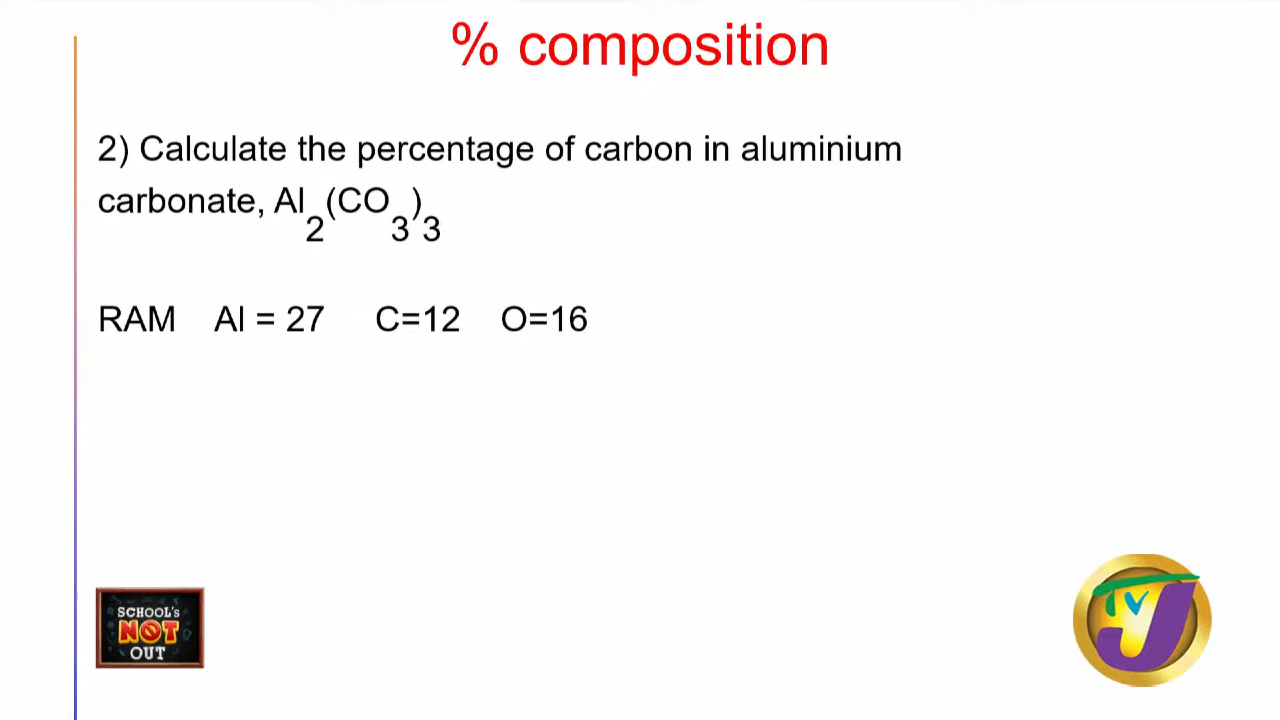 % composition
2) Calculate the percentage of carbon in aluminium
carbonate, Al₂(CO₃)₃
RAM Al = 27 C=12 O=16
SCHOOL's
NOT
OUT
TVJ